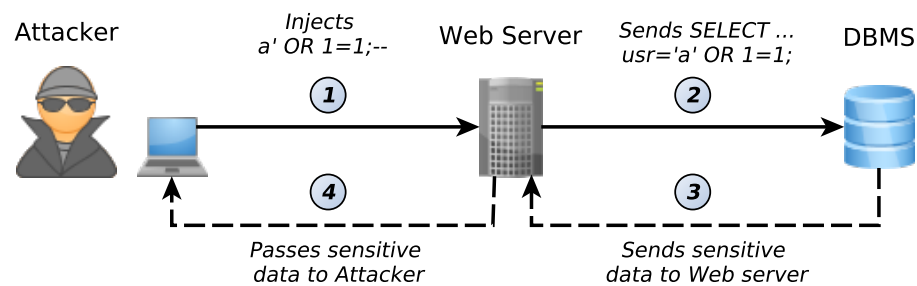 Attacker
Injects
a' OR 1=1;--
Web Server
Sends SELECT ...
usr='a' OR 1=1;
DBMS
1
2
4
3
Passes sensitive
data to Attacker
Sends sensitive
data to Web server